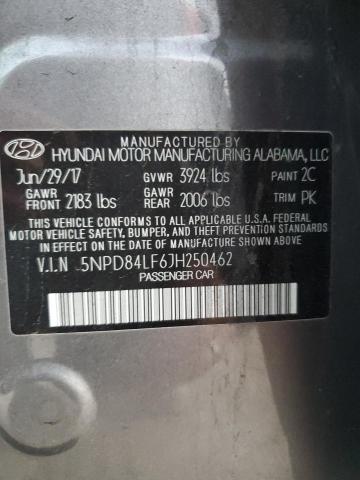 MANUFACTURED BY
HYUNDAI MOTOR MANUFACTURING ALABAMA, LLC
Jun/29/17 GVWR 3924 lbs PAINT 2C
GAWR FRONT 2183 lbs GAWR REAR 2006 lbs TRIM PK
THIS VEHICLE CONFORMS TO ALL APPLICABLE U.S.A FEDERAL
MOTOR VEHICLE SAFETY, BUMPER, AND THEFT PREVENTION STANDARDS
IN EFFECT ON THE DATE OF MANUFACTURE SHOWN ABOVE.
V.I.N 5NPD84LF6JH250462
PASSENGER CAR